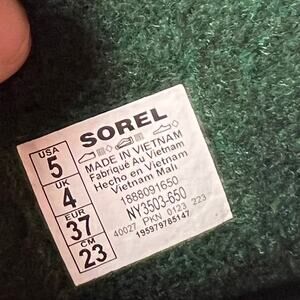 SOREL
MADE IN VIETNAM
Fabriqué Au Vietnam
Hecho en Vietnam
Vietnam Mali
1888091650
NY3503-650
40027 PKN 0123 223
195979765147
USA
5
UK
4
EUR
37
CM
23